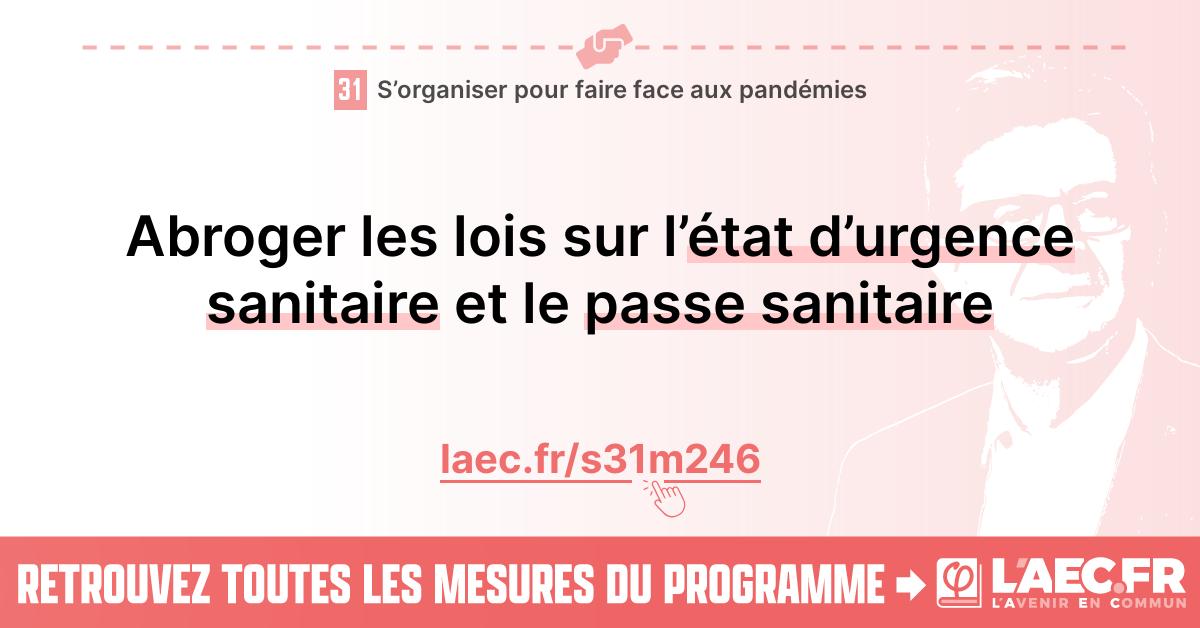 31 S’organiser pour faire face aux pandémies
Abroger les lois sur l’état d’urgence
sanitaire et le passe sanitaire
laec.fr/s31m246
RETROUVEZ TOUTES LES MESURES DU PROGRAMME
L'AEC.FR
L'AVENIR EN COMMUN